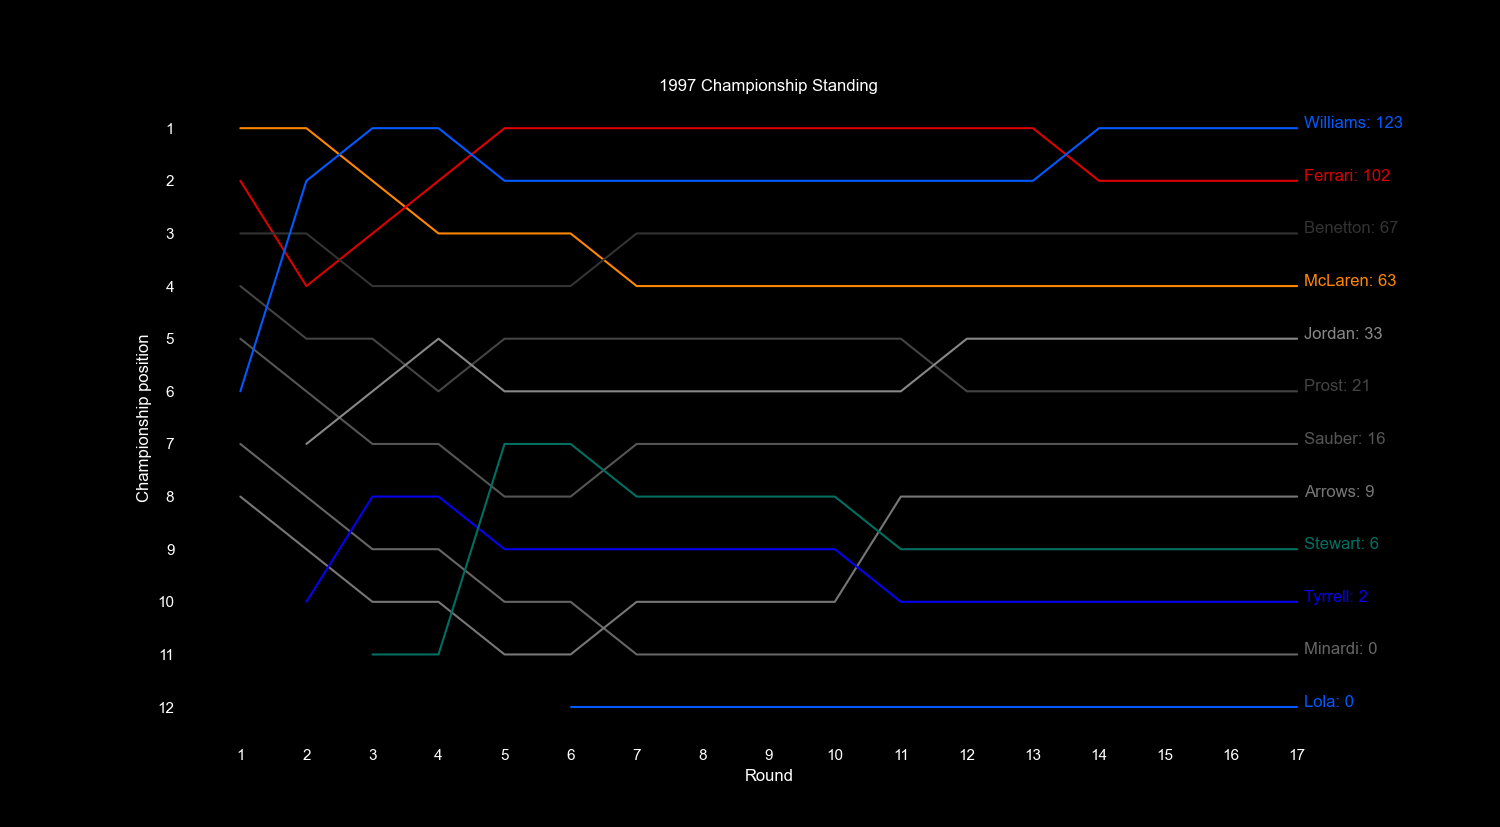 1997 Championship Standing
Championship position
1
2
3
4
5
6
7
8
9
10
11
12
Williams: 123
Ferrari: 102
Benetton: 67
McLaren: 63
Jordan: 33
Prost: 21
Sauber: 16
Arrows: 9
Stewart: 6
Tyrrell: 2
Minardi: 0
Lola: 0
1 2 3 4 5 6 7 8 9 10 11 12 13 14 15 16 17
Round